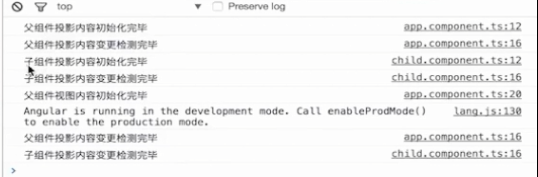 top ▼ Preserve log
父组件投影内容初始化完毕 app.component.ts:12
父组件投影内容变更检测完毕 app.component.ts:16
子组件投影内容初始化完毕 child.component.ts:12
子组件投影内容变更检测完毕 child.component.ts:16
父组件视图内容初始化完毕 app.component.ts:20
Angular is running in the development mode. Call enableProdMode() lang.js:130
to enable the production mode.
父组件投影内容变更检测完毕 app.component.ts:16
子组件投影内容变更检测完毕 child.component.ts:16
>